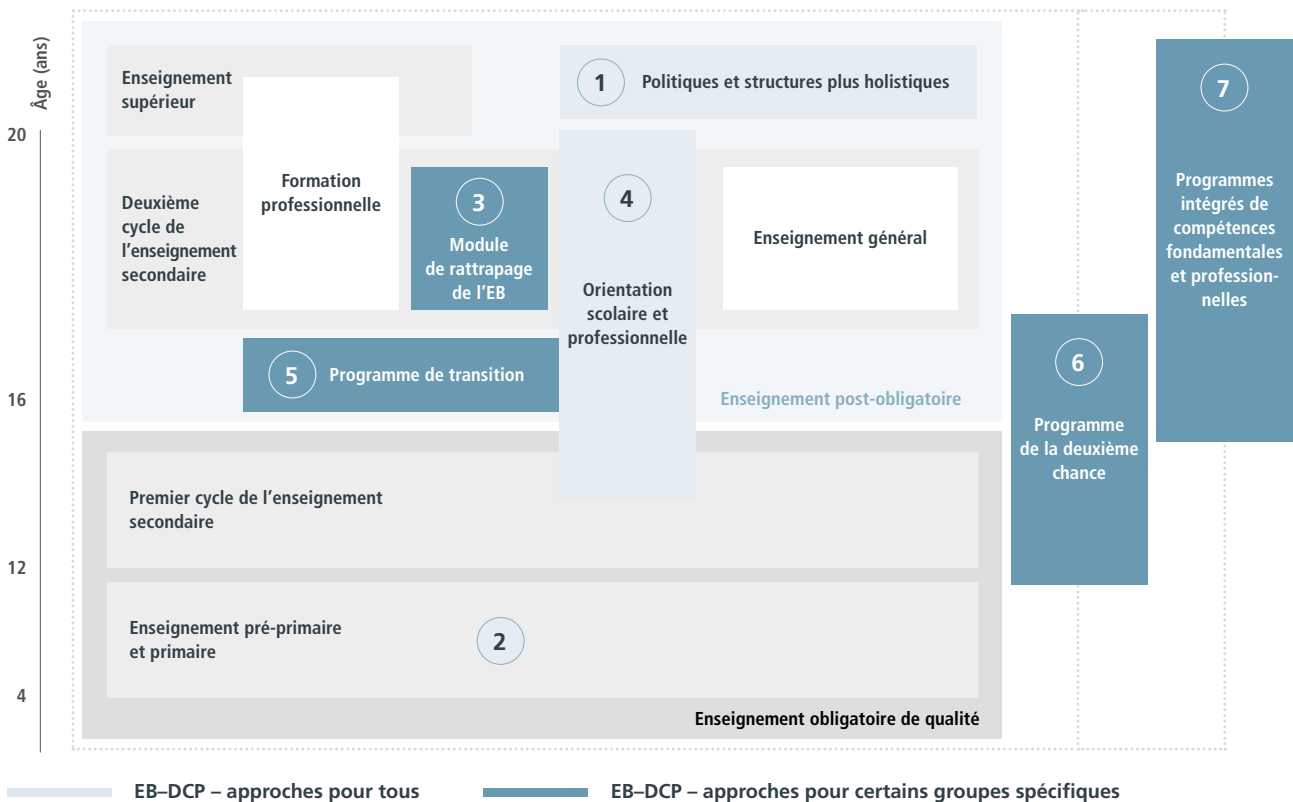 Âge (ans)
20
16
12
4
Enseignement
supérieur
1
Politiques et structures plus holistiques
7
Programmes
intégrés de
compétences
fondamentales
et profession-
nelles
Deuxième
cycle de
l’enseignement
secondaire
Formation
professionnelle
3
Module
de rattrapage
de l’EB
4
Orientation
scolaire et
professionnelle
Enseignement général
5
Programme de transition
Enseignement post-obligatoire
6
Programme
de la deuxième
chance
Premier cycle de l’enseignement
secondaire
Enseignement pré-primaire
et primaire
2
Enseignement obligatoire de qualité
EB–DCP – approches pour tous
EB–DCP – approches pour certains groupes spécifiques